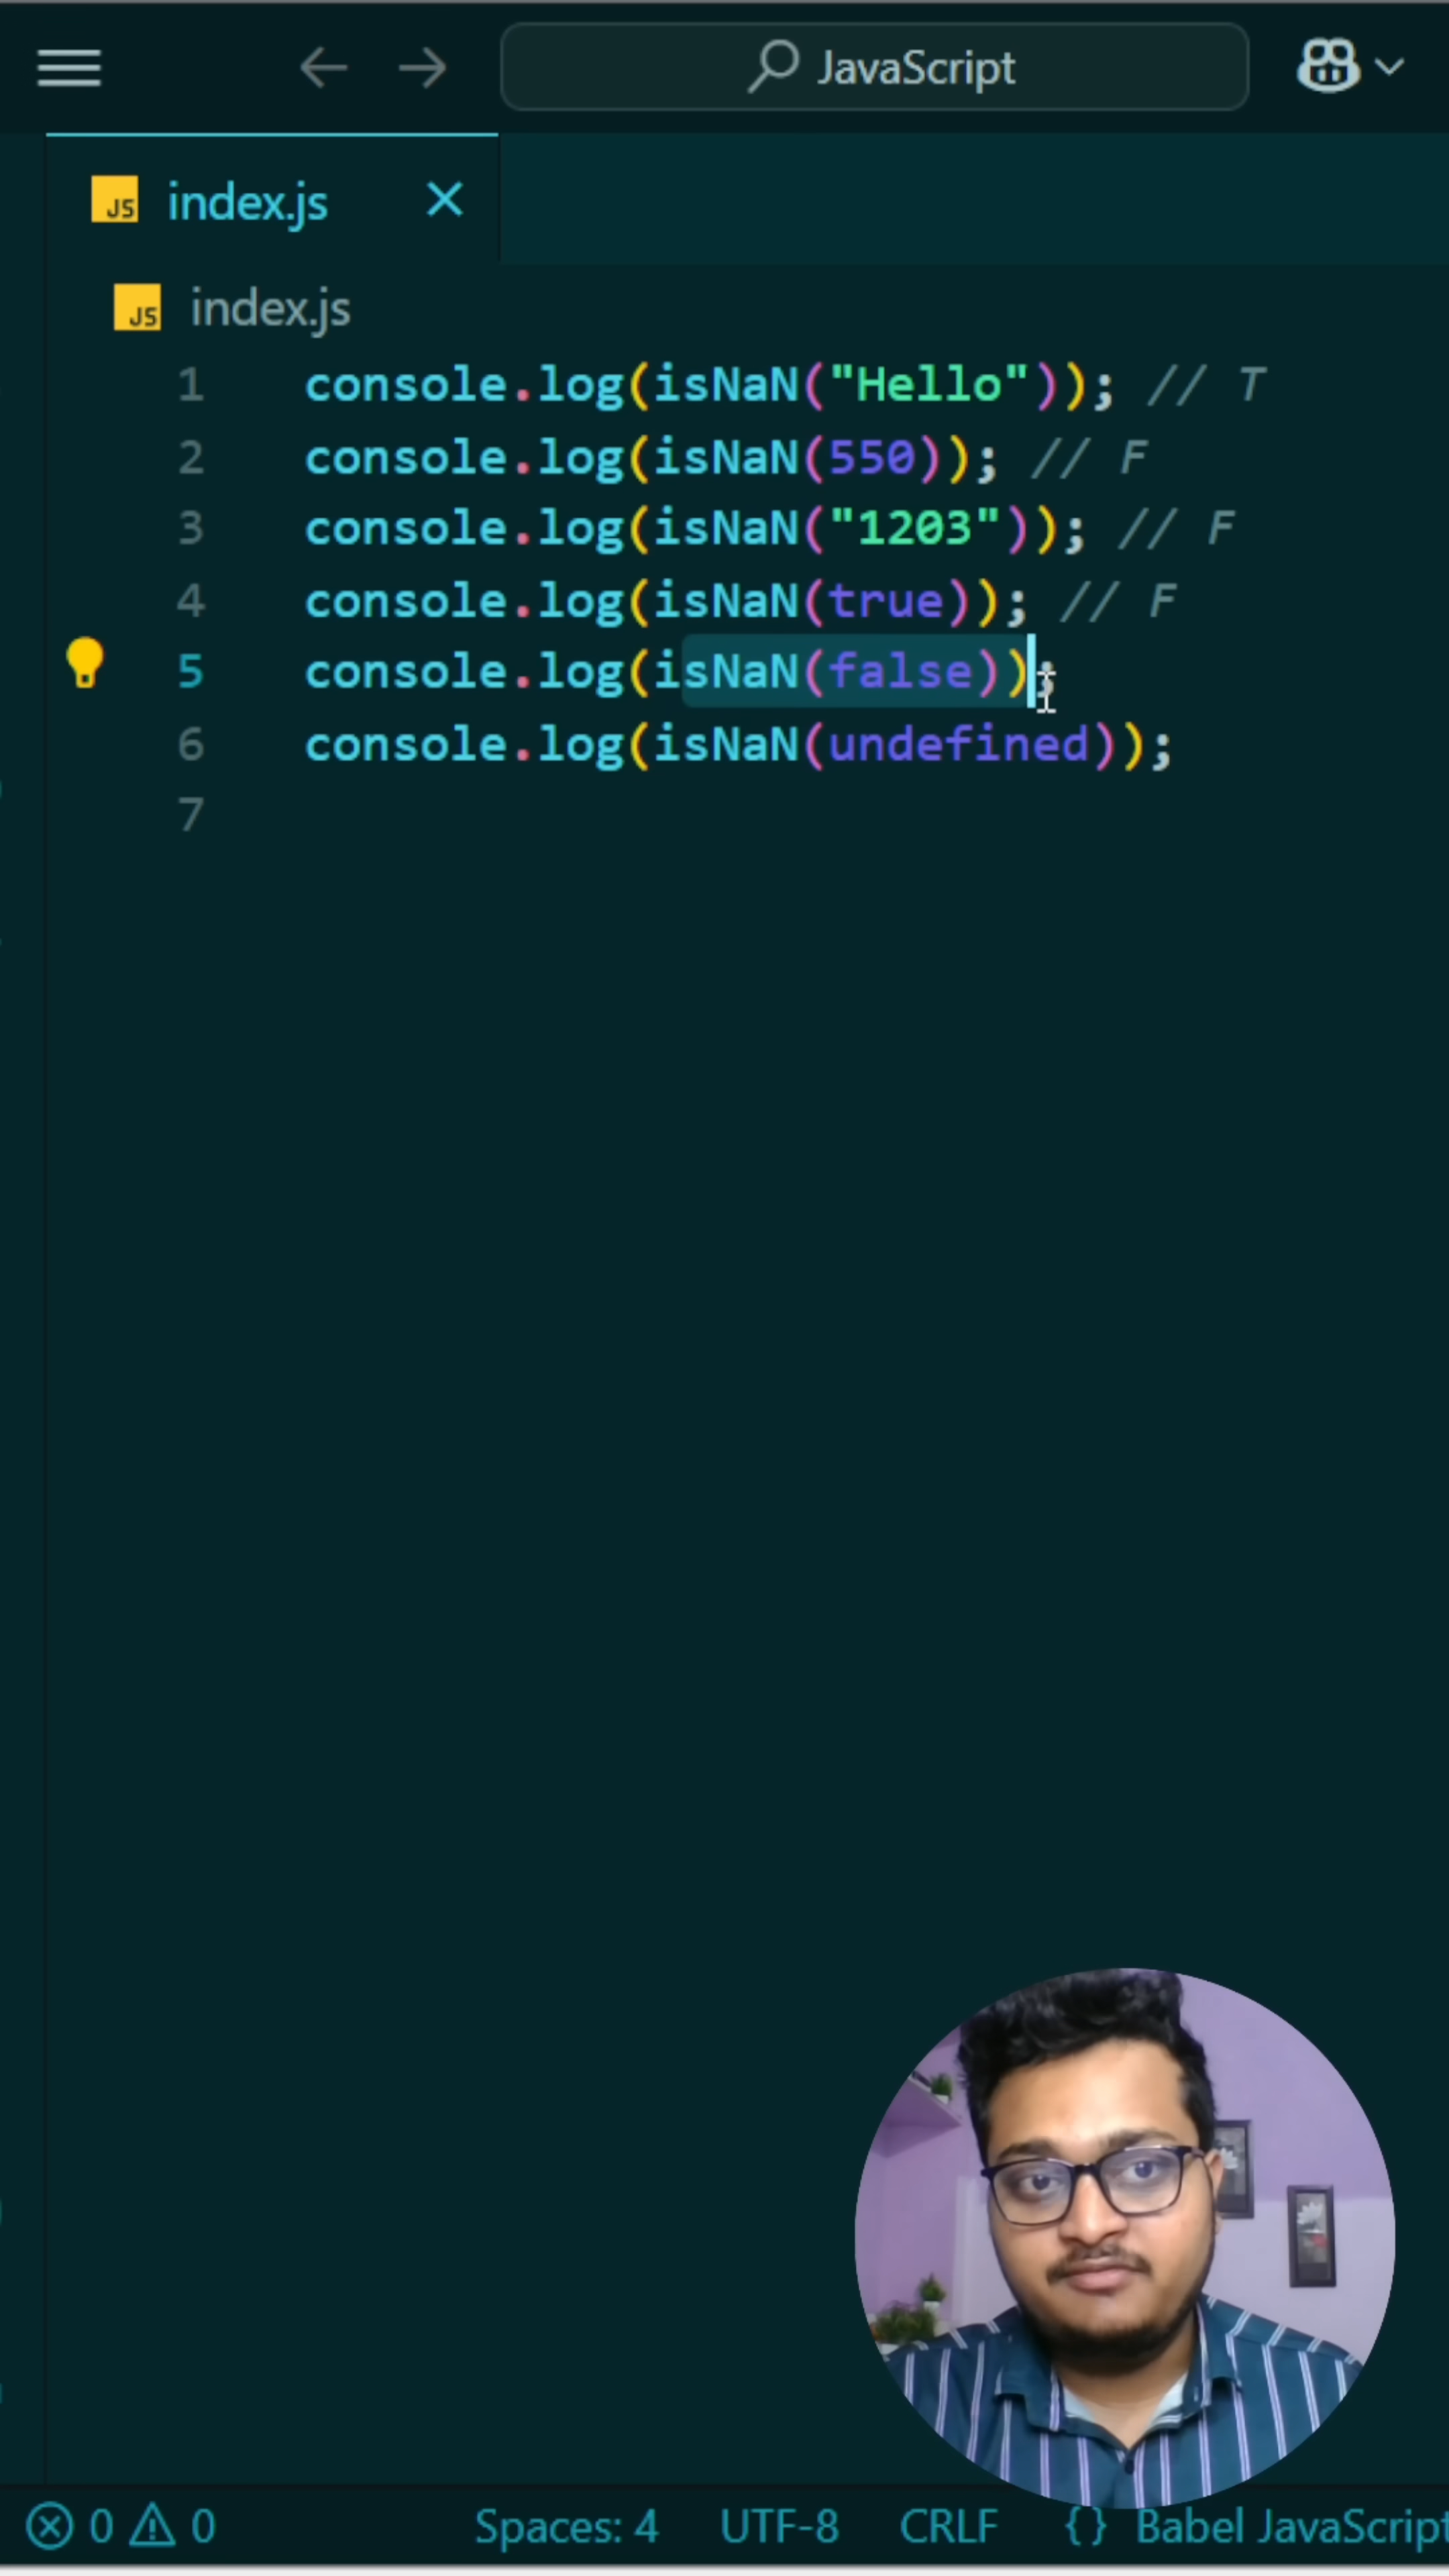 JavaScript
JS index.js
JS index.js
1 console.log(isNaN("Hello")); // T
2 console.log(isNaN(550)); // F
3 console.log(isNaN("1203")); // F
4 console.log(isNaN(true)); // F
5 console.log(isNaN(false));
6 console.log(isNaN(undefined));
7
0 0 Spaces: 4 UTF-8 CRLF {} Babel JavaScript